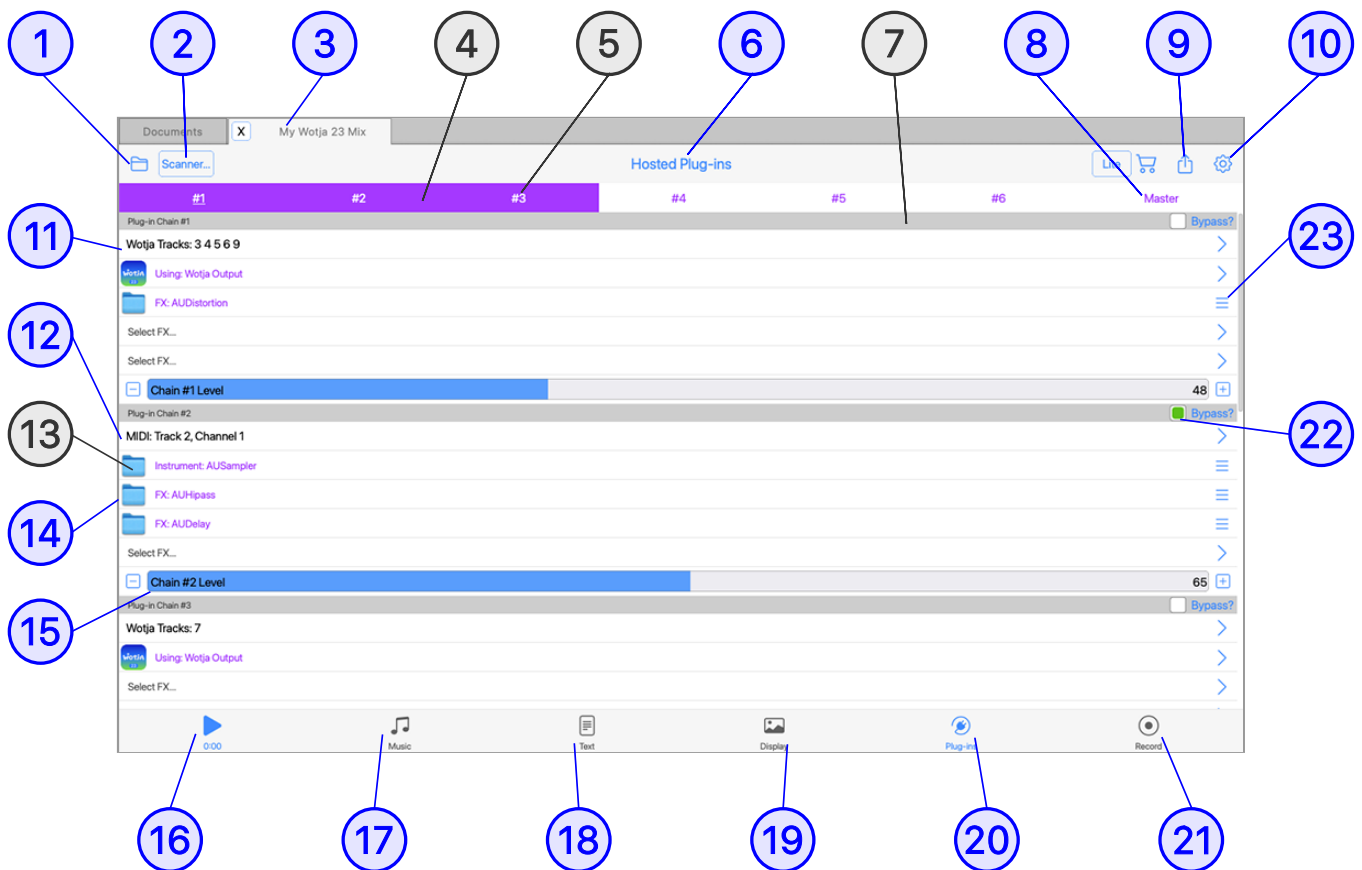 1 2 3 4 5 6 7 8 9 10
Documents X My Wotja 23 Mix
Scanner... Hosted Plug-ins Lite
#1 #2 #3 #4 #5 #6 Master
Plug-in Chain #1 Bypass?
11 Wotja Tracks: 3 4 5 6 9 23
Wotja Using: Wotja Output
FX: AUDistortion
12 Select FX...
Select FX...
Chain #1 Level 48
Plug-in Chain #2 Bypass?
13 MIDI: Track 2, Channel 1 22
Instrument: AUSampler
FX: AUHipass
14 FX: AUDelay
Select FX...
Chain #2 Level 65
Plug-in Chain #3 Bypass?
15 Wotja Tracks: 7
Wotja Using: Wotja Output
Select FX...
0:00 Music Text Display Plug-ins Record
16 17 18 19 20 21